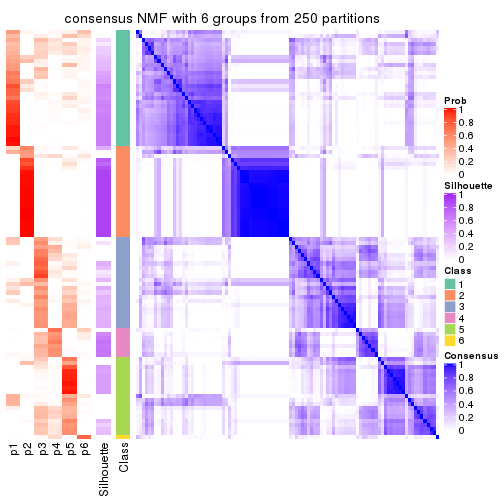 consensus NMF with 6 groups from 250 partitions
Prob
1
0.8
0.6
0.4
0.2
0
Silhouette
1
0.8
0.6
0.4
0.2
0
Class
1
2
3
4
5
6
Consensus
1
0.8
0.6
0.4
0.2
0
p1
p2
p3
p4
p5
p6
Silhouette
Class